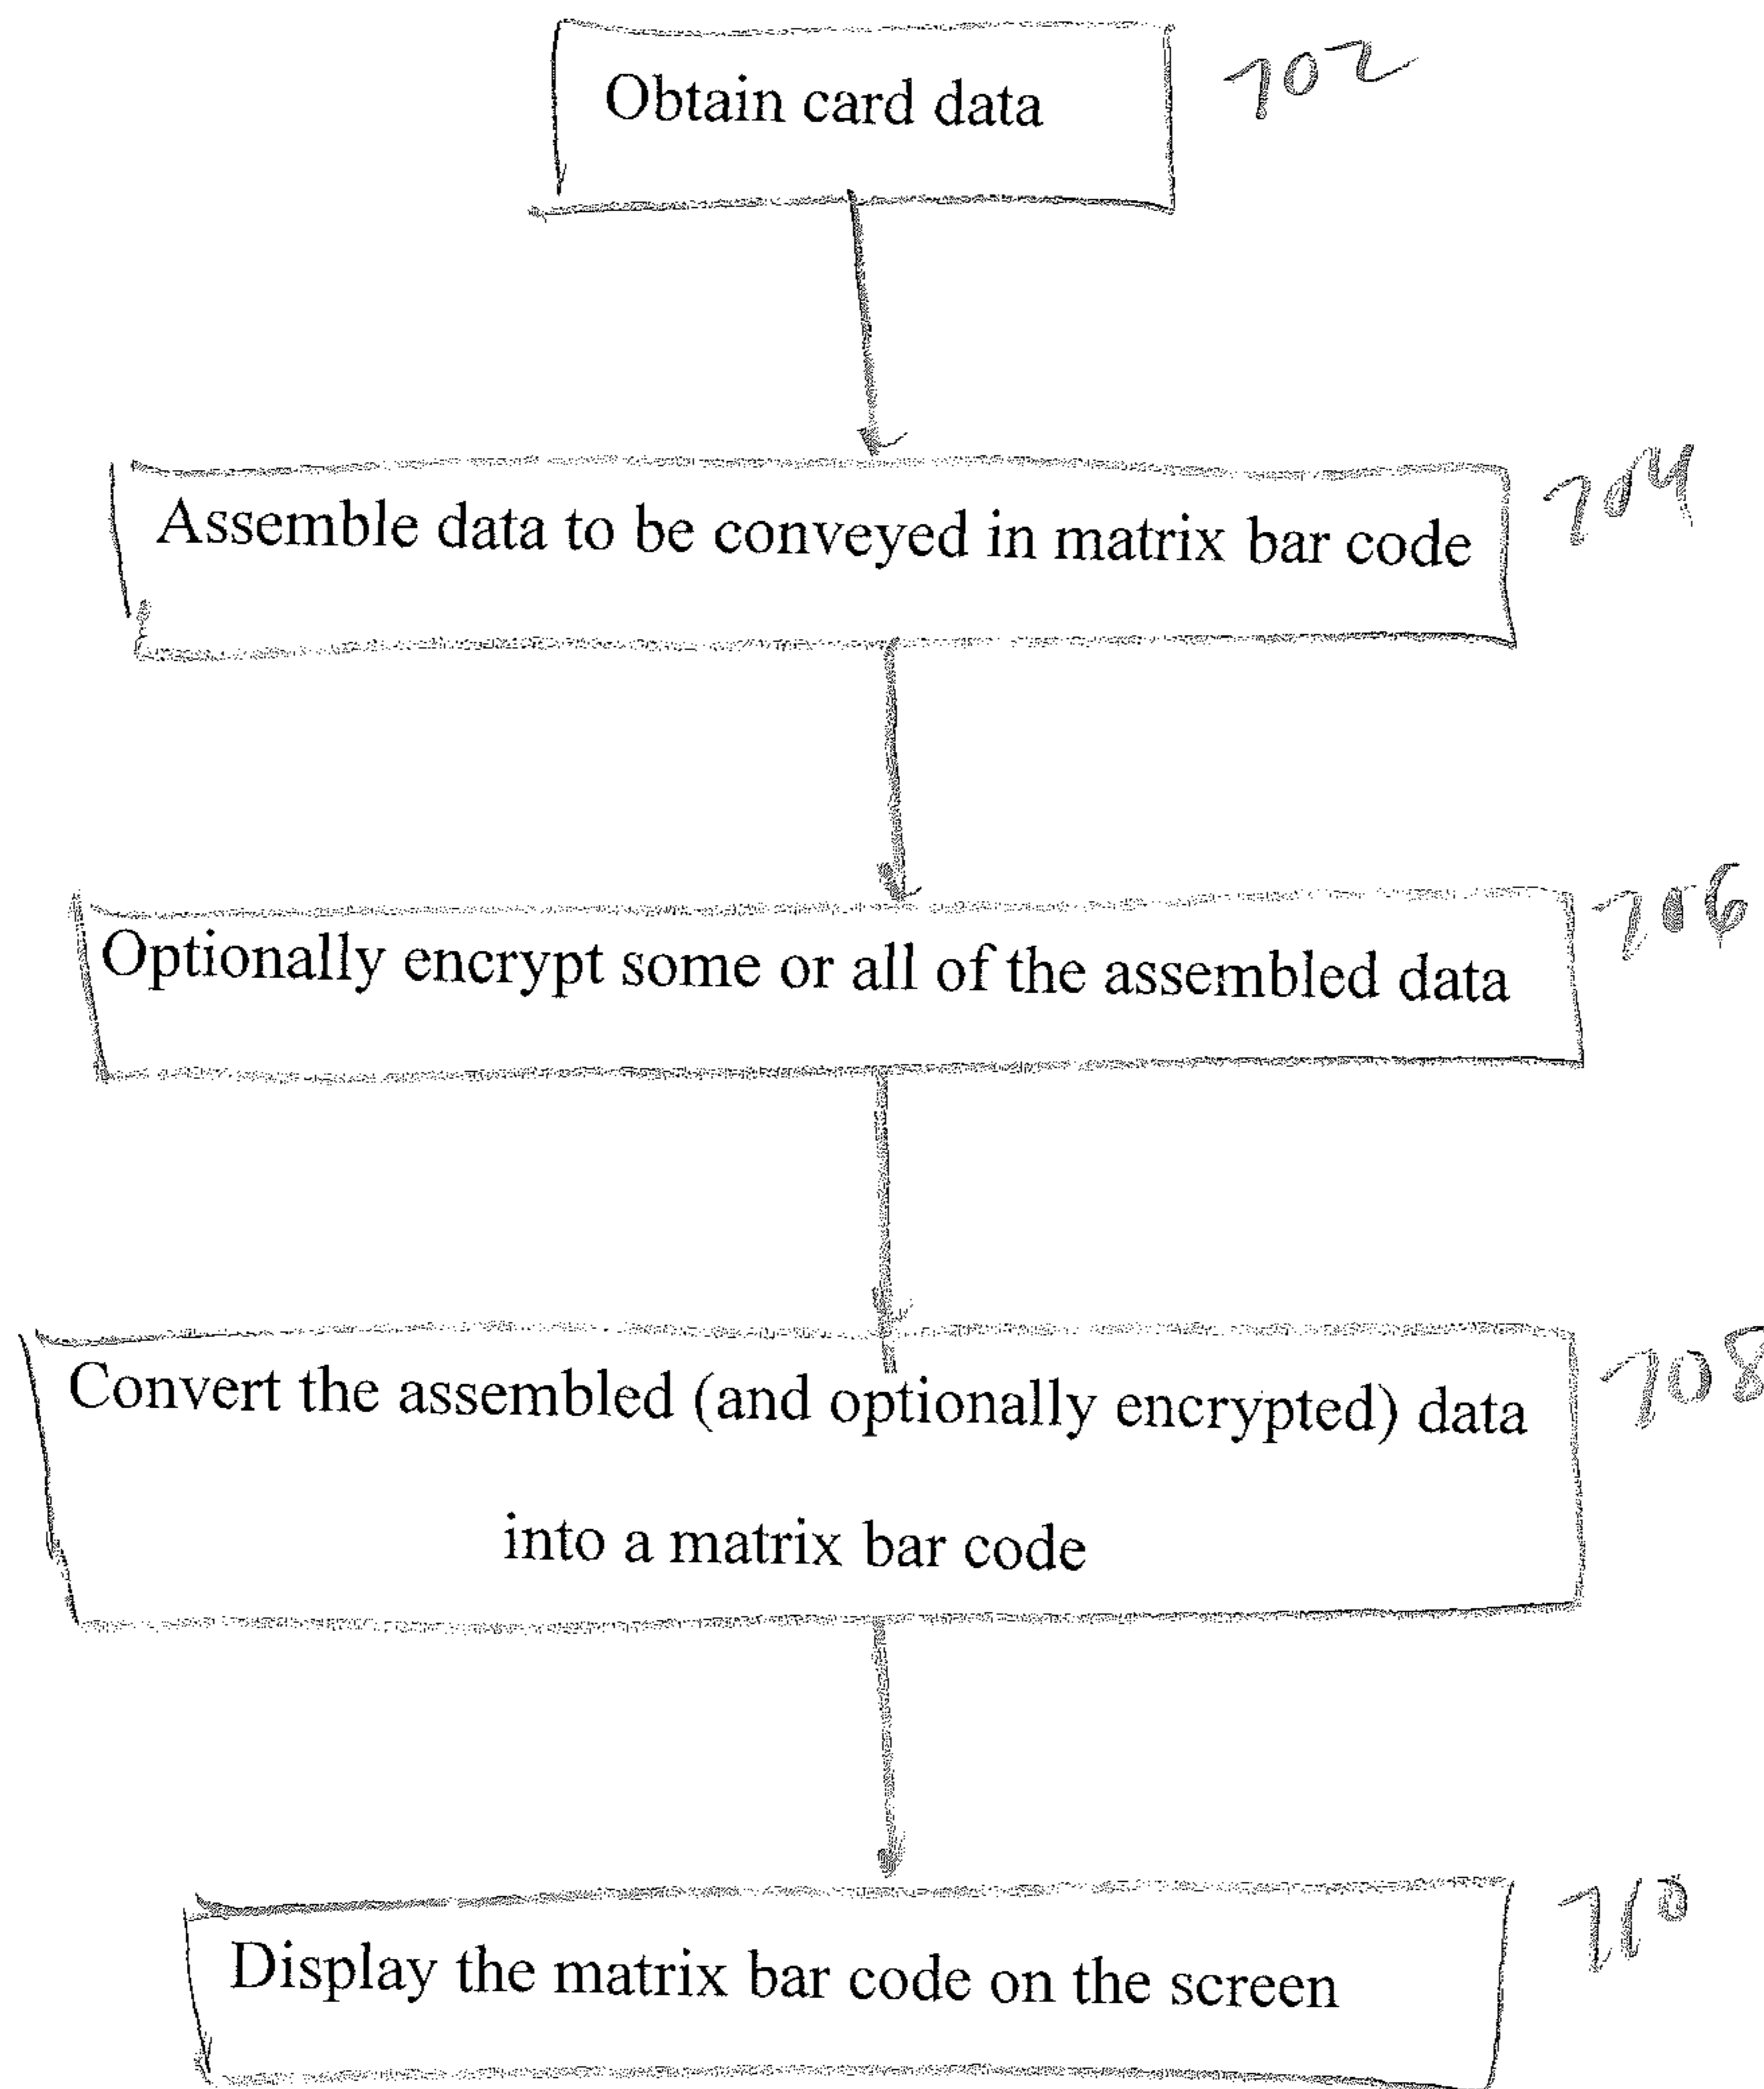 Obtain card data
702
Assemble data to be conveyed in matrix bar code
704
Optionally encrypt some or all of the assembled data
706
Convert the assembled (and optionally encrypted) data
708
into a matrix bar code
Display the matrix bar code on the screen
710